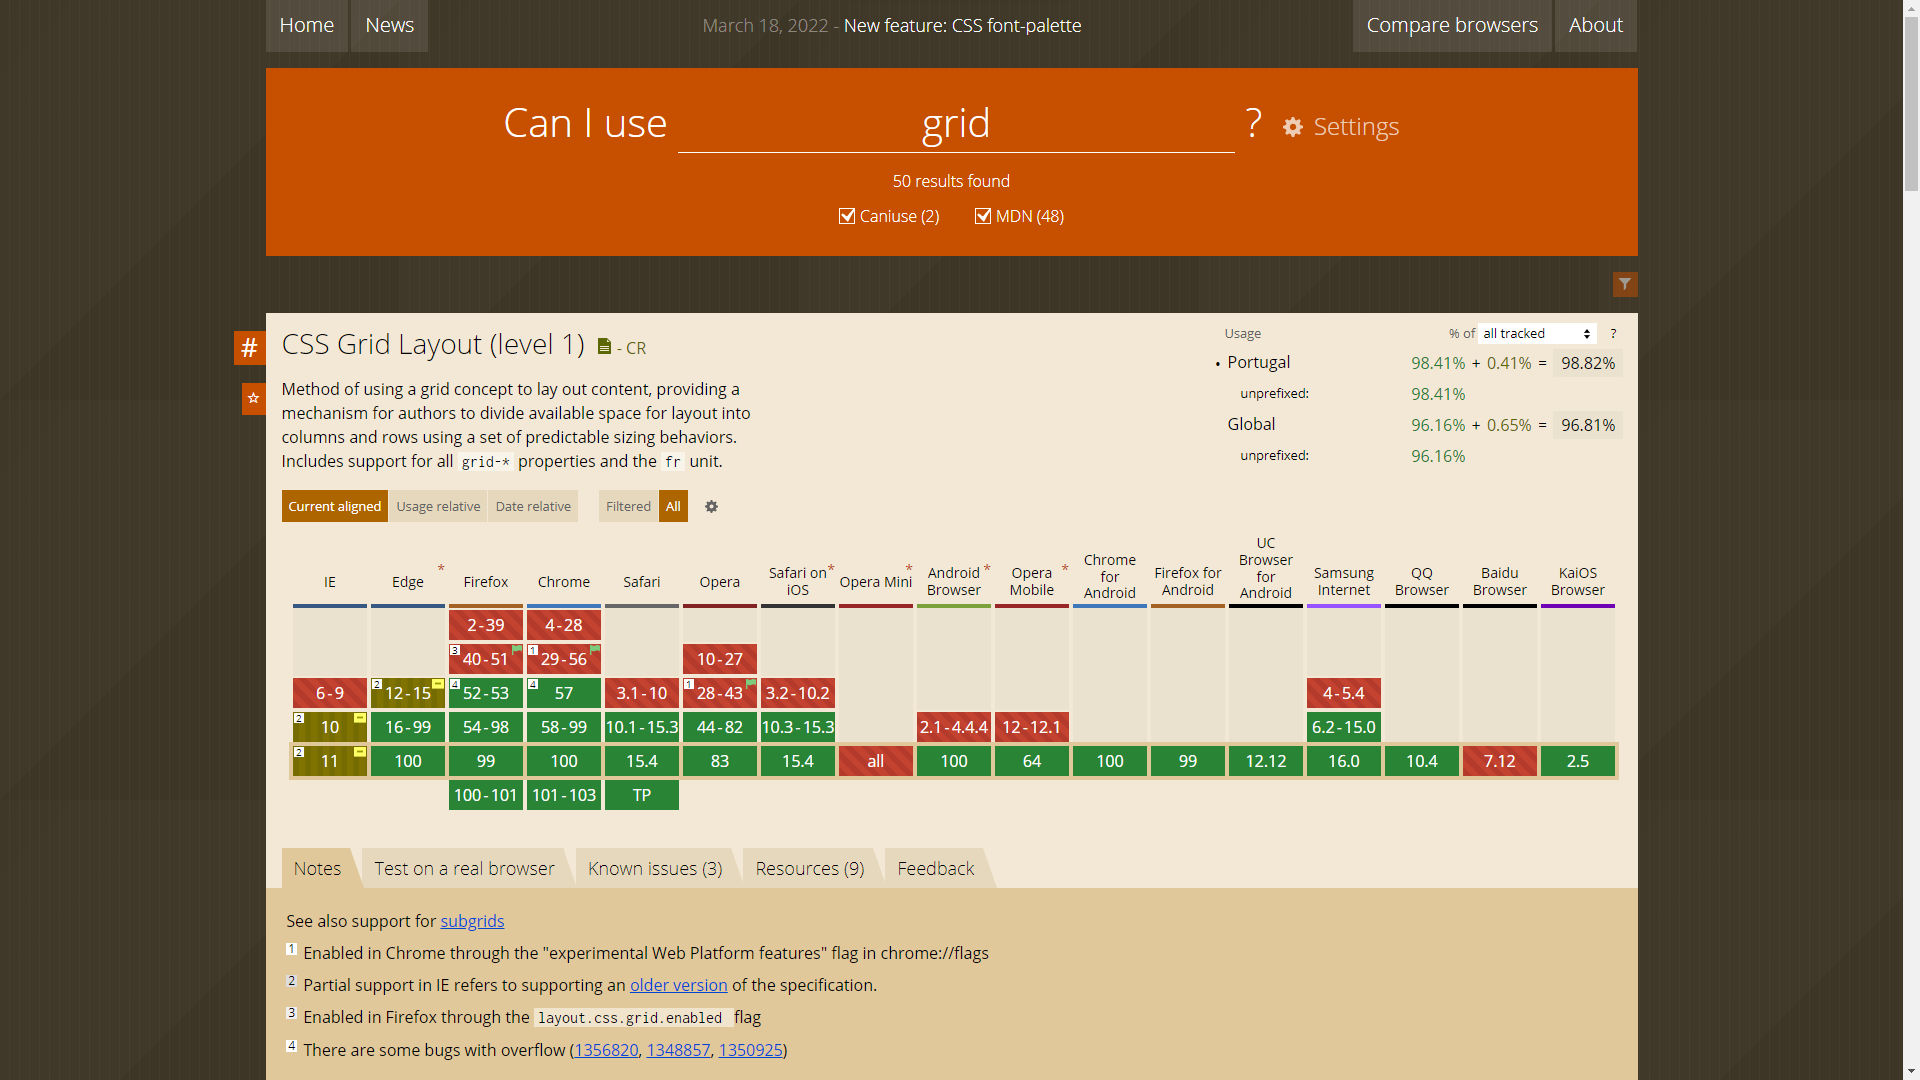 Home
News
March 18, 2022 - New feature: CSS font-palette
Compare browsers
About
Can I use grid ?
Settings
50 results found
Caniuse (2)
MDN (48)
#
CSS Grid Layout (level 1) - CR
Method of using a grid concept to lay out content, providing a
mechanism for authors to divide available space for layout into
columns and rows using a set of predictable sizing behaviors.
Includes support for all grid-* properties and the fr unit.
Usage % of all tracked ?
Portugal 98.41% + 0.41% = 98.82%
unprefixed: 98.41%
Global 96.16% + 0.65% = 96.81%
unprefixed: 96.16%
Current aligned Usage relative Date relative Filtered All
IE
Edge *
Firefox
Chrome
Safari
Opera
Safari on *
iOS
Opera Mini *
Android *
Browser
Opera *
Mobile
Chrome
for
Android
Firefox for
Android
UC
Browser
for
Android
Samsung
Internet
QQ
Browser
Baidu
Browser
KaiOS
Browser
2-39 4-28
3 40-51 1 29-56 10-27
6-9 2 12-15 4 52-53 4 57 3.1-10 1 28-43 3.2-10.2 4-5.4
2 10 16-99 54-98 58-99 10.1-15.3 44-82 10.3-15.3 2.1-4.4.4 12-12.1 6.2-15.0
2 11 100 99 100 15.4 83 15.4 all 100 64 100 99 12.12 16.0 10.4 7.12 2.5
100-101 101-103 TP
Notes
Test on a real browser
Known issues (3)
Resources (9)
Feedback
See also support for subgrids
1 Enabled in Chrome through the "experimental Web Platform features" flag in chrome://flags
2 Partial support in IE refers to supporting an older version of the specification.
3 Enabled in Firefox through the layout.css.grid.enabled flag
4 There are some bugs with overflow (1356820, 1348857, 1350925)